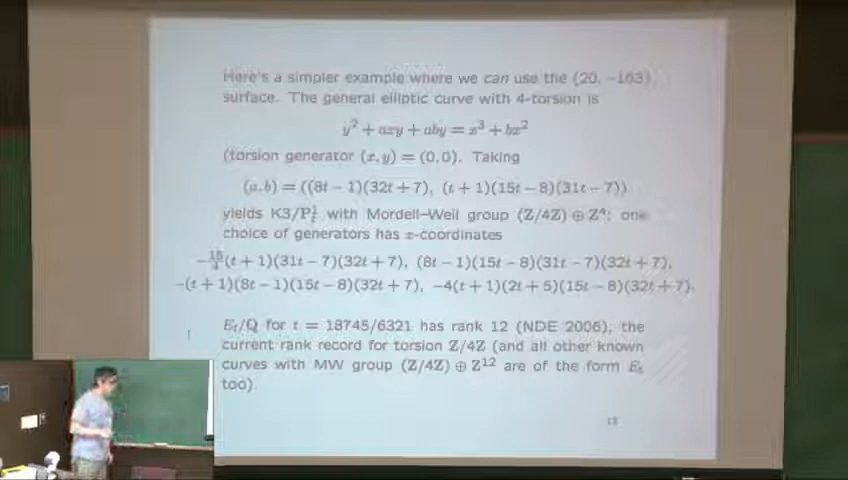 Here's a simpler example where we can use the (20, −163)
surface. The general elliptic curve with 4-torsion is
y² + axy + aby = x³ + bx²
(torsion generator (x, y) = (0,0). Taking
(a, b) = ((8t − 1)(32t + 7), (t + 1)(15t − 8)(31t − 7))
yields K3/P¹ₜ with Mordell–Weil group (Z/4Z) ⊕ Z⁴; one
choice of generators has x-coordinates
−15/4(t + 1)(31t − 7)(32t + 7), (8t − 1)(15t − 8)(31t − 7)(32t + 7),
−(t + 1)(8t − 1)(15t − 8)(32t + 7), −4(t + 1)(2t + 5)(15t − 8)(32t + 7).
Eₜ/Q for t = 18745/6321 has rank 12 (NDE 2006), the
current rank record for torsion Z/4Z (and all other known
curves with MW group (Z/4Z) ⊕ Z¹² are of the form Eₜ
too).